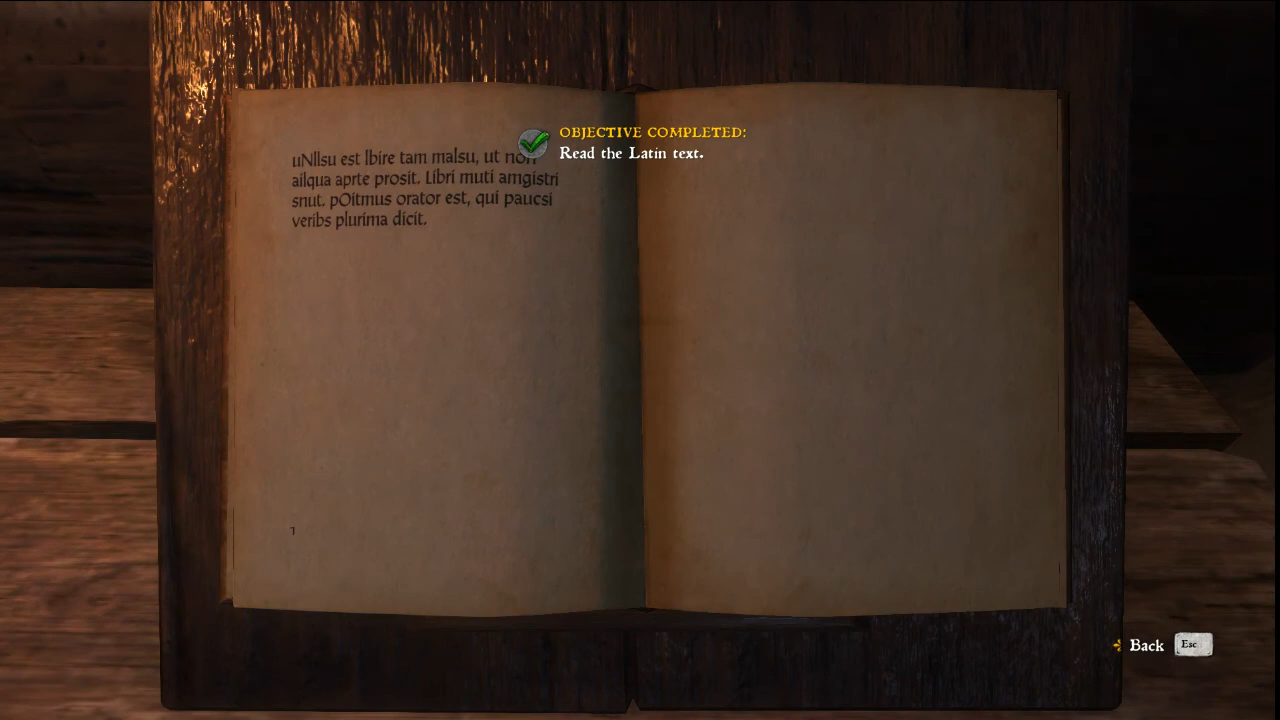 OBJECTIVE COMPLETED:
Read the Latin text.
uNllsu est lbire tam malsu, ut non
ailqua aprte prosit. Libri muti amgistri
snut. pOitmus orator est, qui paucsi
veribs plurima dicit.
1
Back Esc